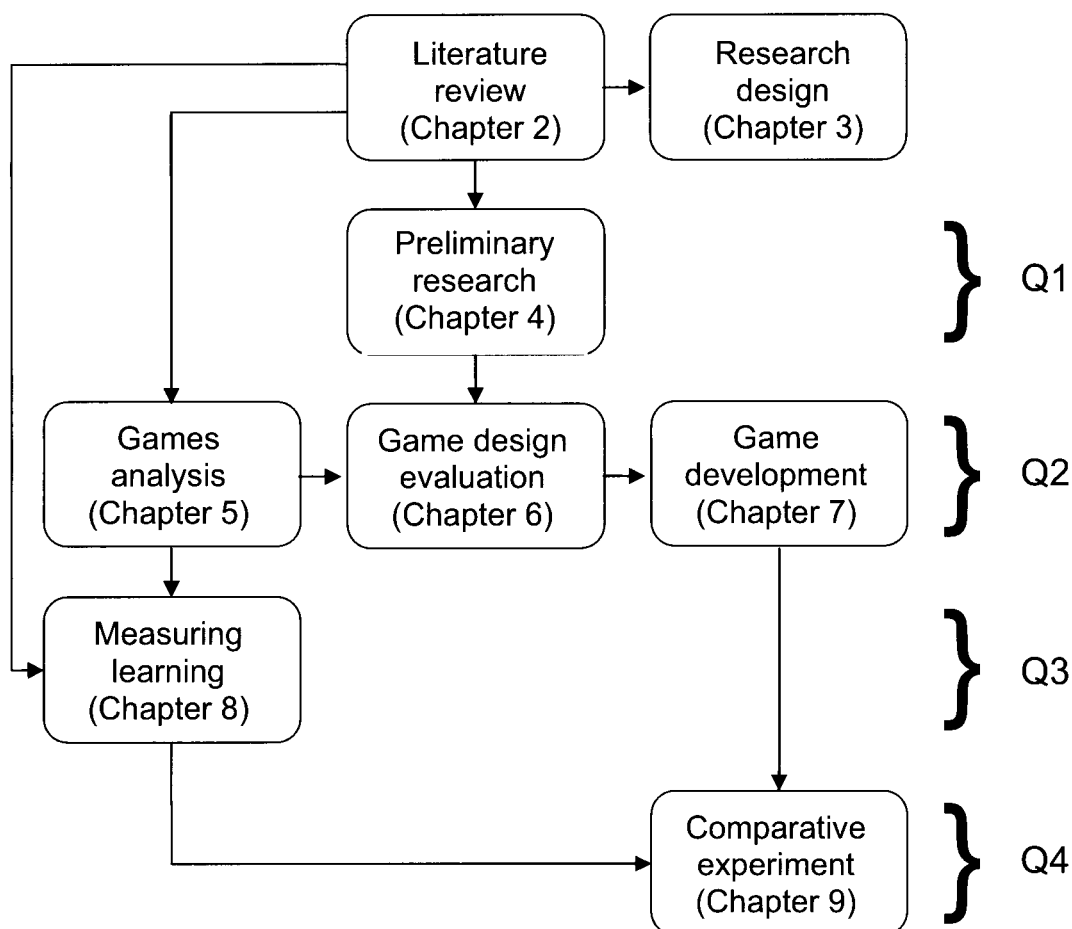 Literature
review
(Chapter 2)
Research
design
(Chapter 3)
Preliminary
research
(Chapter 4)
Q1
Games
analysis
(Chapter 5)
Game design
evaluation
(Chapter 6)
Game
development
(Chapter 7)
Q2
Measuring
learning
(Chapter 8)
Q3
Comparative
experiment
(Chapter 9)
Q4